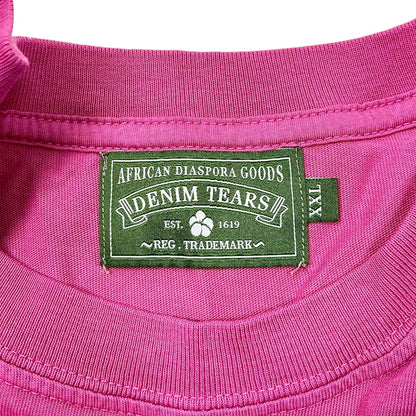 AFRICAN DIASPORA GOODS
DENIM TEARS
EST. 1619
~REG. TRADEMARK~
XXL